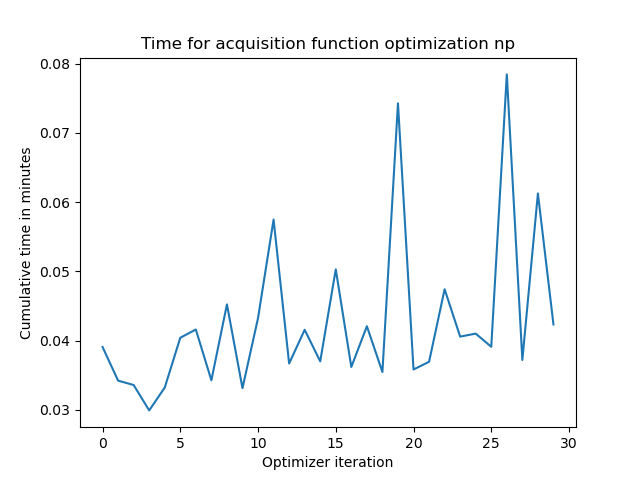 Time for acquisition function optimization np
Cumulative time in minutes
0.08
0.07
0.06
0.05
0.04
0.03
0 5 10 15 20 25 30
Optimizer iteration